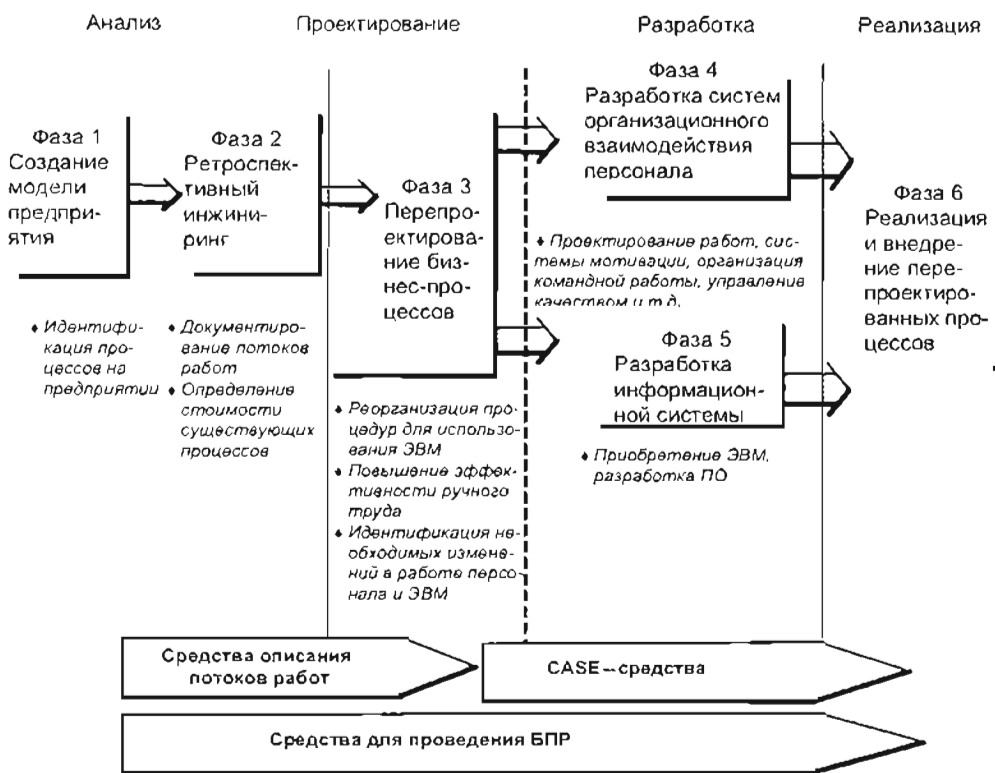 Анализ
Проектирование
Разработка
Реализация
Фаза 1
Создание
модели
предпри-
ятия
♦ Идентифи-
кация про-
цессов на
предприятии
Фаза 2
Ретроспек-
тивный
инжини-
ринг
♦ Документиро-
вание потоков
работ
♦ Определение
стоимости
существующих
процессов
Фаза 3
Перепро-
ектирова-
ние биз-
нес-про-
цессов
♦ Реорганизация про-
цедур для использо-
вания ЭВМ
♦ Повышение эффек-
тивности ручного
труда
♦ Идентификация не-
обходимых измене-
ний в работе персо-
нала и ЭВМ
Фаза 4
Разработка систем
организационного
взаимодействия
персонала
♦ Проектирование работ, сис-
темы мотивации, организация
командной работы, управление
качеством и т.д.
Фаза 5
Разработка
информацион-
ной системы
♦ Приобретение ЭВМ,
разработка ПО
Фаза 6
Реализация
и внедре-
ние пере-
проектиро-
ванных про-
цессов
Средства описания
потоков работ
CASE–средства
Средства для проведения БПР